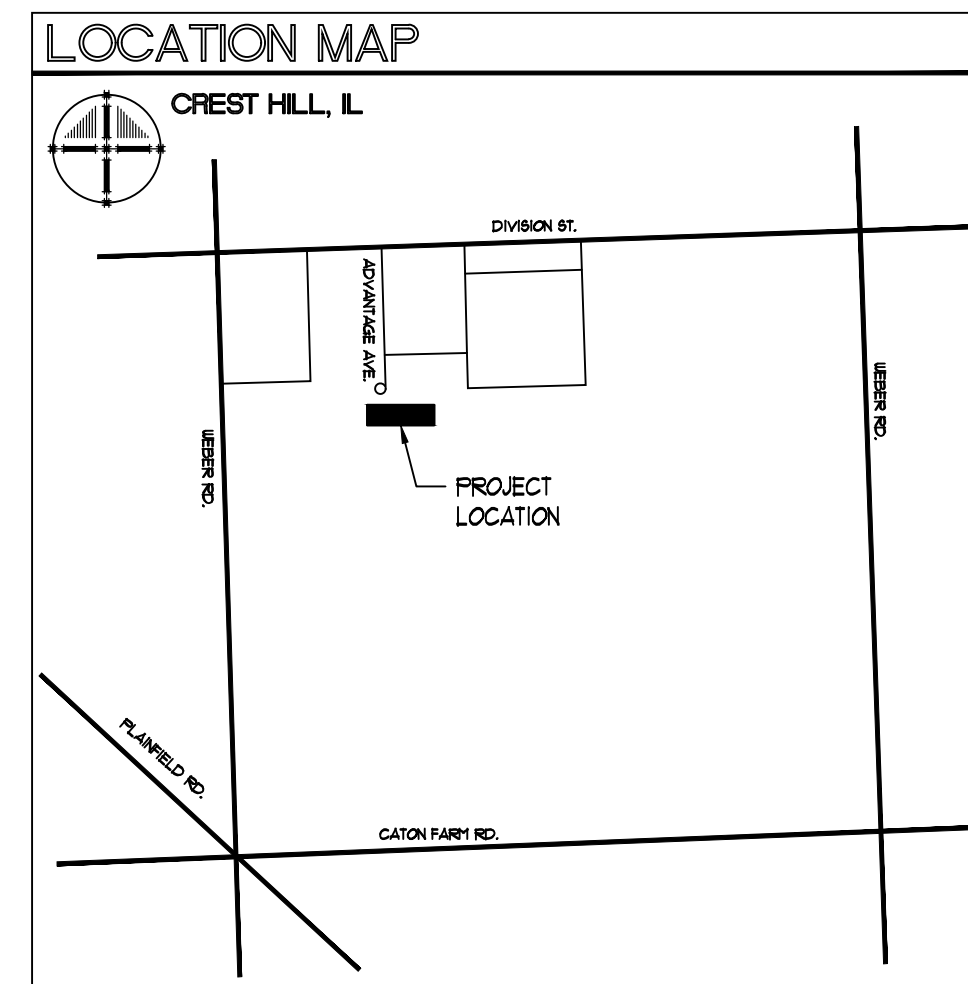 LOCATION MAP
CREST HILL, IL
DIVISION ST.
ADVANTAGE AVE.
WEBER RD.
WEBER RD.
PROJECT
LOCATION
PLAINFIELD RD.
CATON FARM RD.